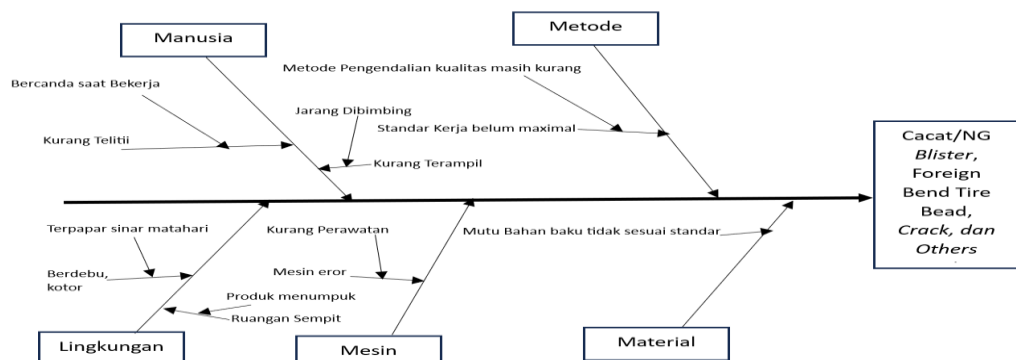 Manusia
Metode
Bercanda saat Bekerja
Metode Pengendalian kualitas masih kurang
Jarang Dibimbing
Standar Kerja belum maximal
Kurang Telitii
Kurang Terampil
Cacat/NG
Blister,
Foreign
Bend Tire
Bead,
Crack, dan
Others
Terpapar sinar matahari
Kurang Perawatan
Mutu Bahan baku tidak sesuai standar
Berdebu,
kotor
Mesin eror
Produk menumpuk
Ruangan Sempit
Lingkungan
Mesin
Material